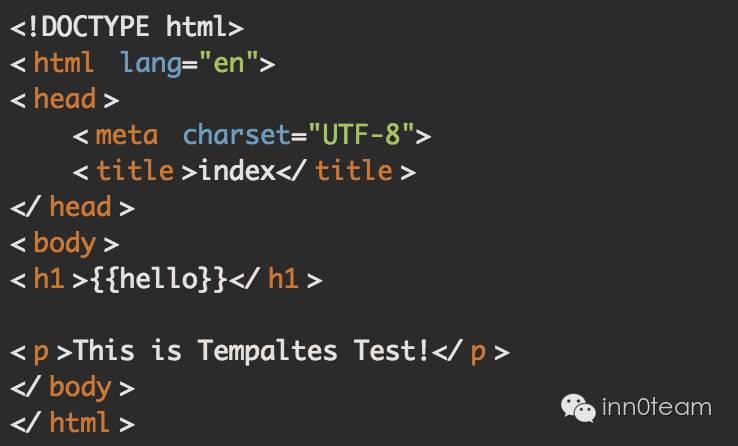 <!DOCTYPE html>
<html lang="en">
<head>
    <meta charset="UTF-8">
    <title>index</title>
</head>
<body>
<h1>{{hello}}</h1>

<p>This is Tempaltes Test!</p>
</body>
</html>
inn0team